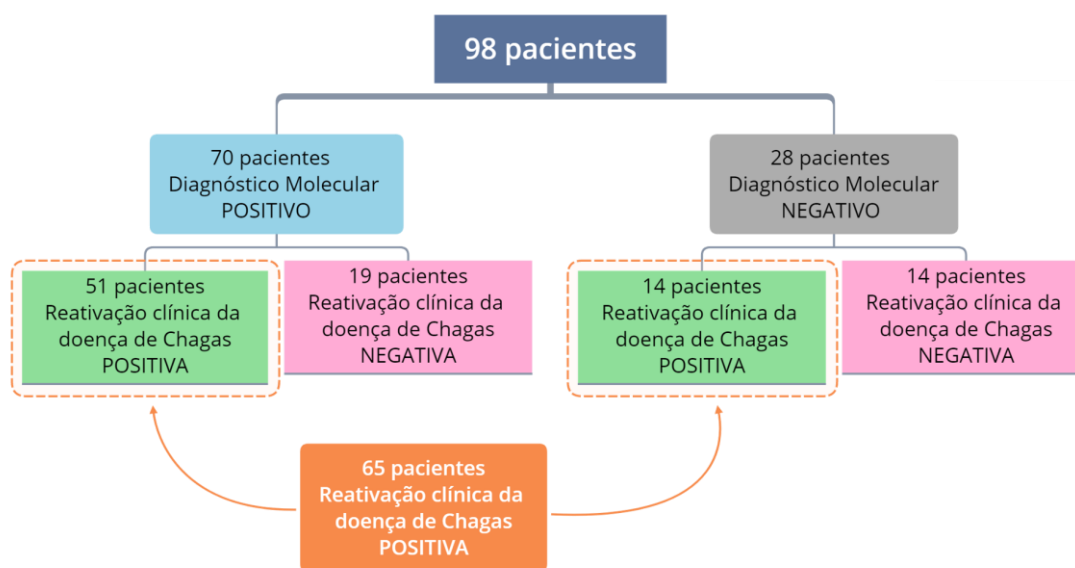 98 pacientes
70 pacientes
Diagnóstico Molecular
POSITIVO
28 pacientes
Diagnóstico Molecular
NEGATIVO
51 pacientes
Reativação clínica da
doença de Chagas
POSITIVA
19 pacientes
Reativação clínica da
doença de Chagas
NEGATIVA
14 pacientes
Reativação clínica da
doença de Chagas
POSITIVA
14 pacientes
Reativação clínica da
doença de Chagas
NEGATIVA
65 pacientes
Reativação clínica da
doença de Chagas
POSITIVA